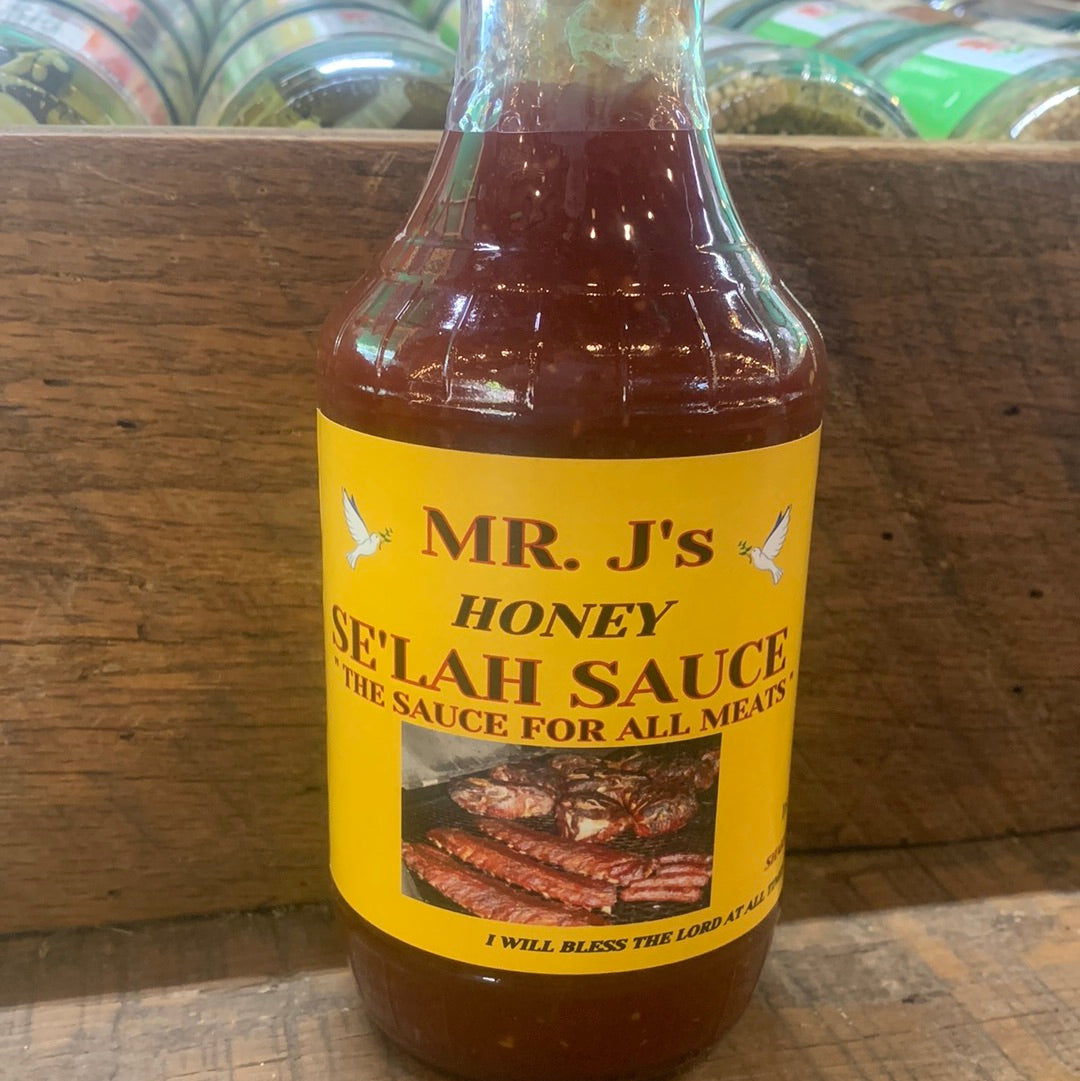 MR. J's
HONEY
SE'LAH SAUCE
"THE SAUCE FOR ALL MEATS"
I WILL BLESS THE LORD AT ALL